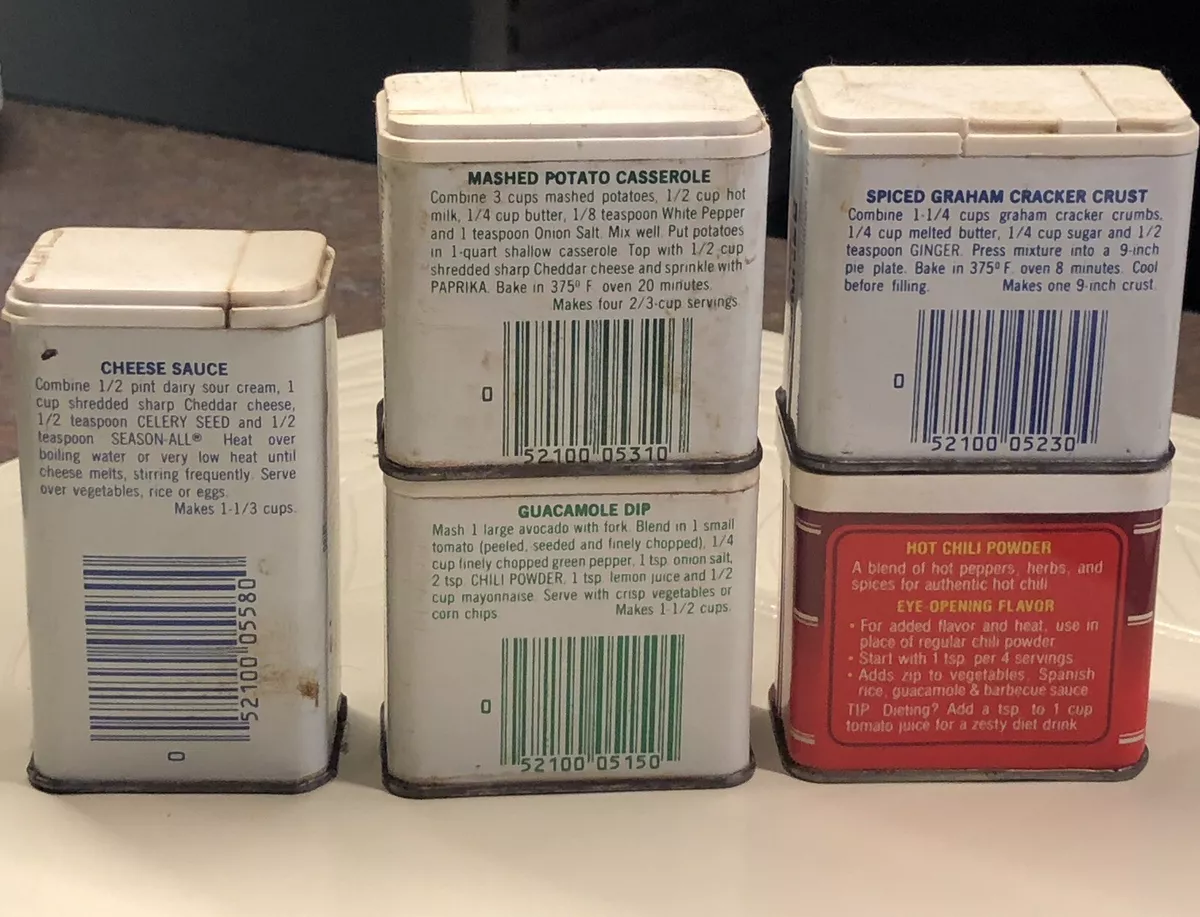 CHEESE SAUCE
Combine 1/2 pint dairy sour cream, 1
cup shredded sharp Cheddar cheese,
1/2 teaspoon CELERY SEED and 1/2
teaspoon SEASON-ALL® Heat over
boiling water or very low heat until
cheese melts, stirring frequently. Serve
over vegetables, rice or eggs.
Makes 1-1/3 cups.
52100 05580
0
MASHED POTATO CASSEROLE
Combine 3 cups mashed potatoes, 1/2 cup hot
milk, 1/4 cup butter, 1/8 teaspoon White Pepper
and 1 teaspoon Onion Salt. Mix well. Put potatoes
in 1-quart shallow casserole. Top with 1/2 cup
shredded sharp Cheddar cheese and sprinkle with
PAPRIKA. Bake in 375° F. oven 20 minutes.
Makes four 2/3-cup servings.
0
52100 05310
GUACAMOLE DIP
Mash 1 large avocado with fork. Blend in 1 small
tomato (peeled, seeded and finely chopped), 1/4
cup finely chopped green pepper, 1 tsp. onion salt,
2 tsp. CHILI POWDER, 1 tsp. lemon juice and 1/2
cup mayonnaise. Serve with crisp vegetables or
corn chips. Makes 1-1/2 cups.
0
52100 05150
SPICED GRAHAM CRACKER CRUST
Combine 1-1/4 cups graham cracker crumbs,
1/4 cup melted butter, 1/4 cup sugar and 1/2
teaspoon GINGER. Press mixture into a 9-inch
pie plate. Bake in 375° F. oven 8 minutes. Cool
before filling. Makes one 9-inch crust.
0
52100 05230
HOT CHILI POWDER
A blend of hot peppers, herbs, and
spices for authentic hot chili
EYE-OPENING FLAVOR
• For added flavor and heat, use in
place of regular chili powder
• Start with 1 tsp. per 4 servings
• Adds zip to vegetables, Spanish
rice, guacamole & barbecue sauce
TIP: Dieting? Add a tsp. to 1 cup
tomato juice for a zesty diet drink